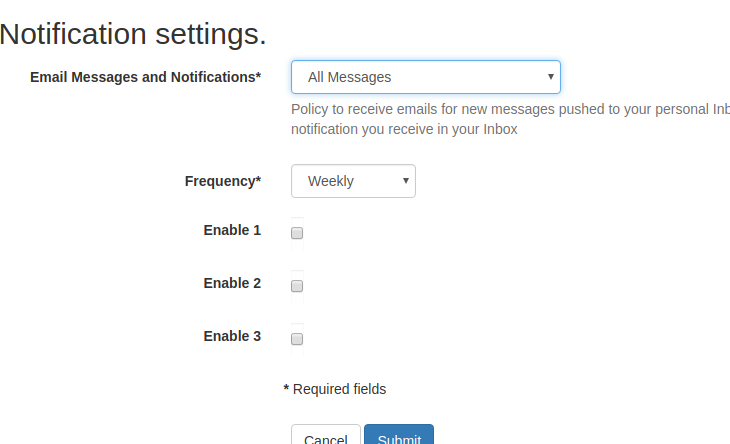 Notification settings.
Email Messages and Notifications* All Messages
Policy to receive emails for new messages pushed to your personal
notification you receive in your Inbox
Frequency* Weekly
Enable 1
Enable 2
Enable 3
* Required fields
Cancel Submit